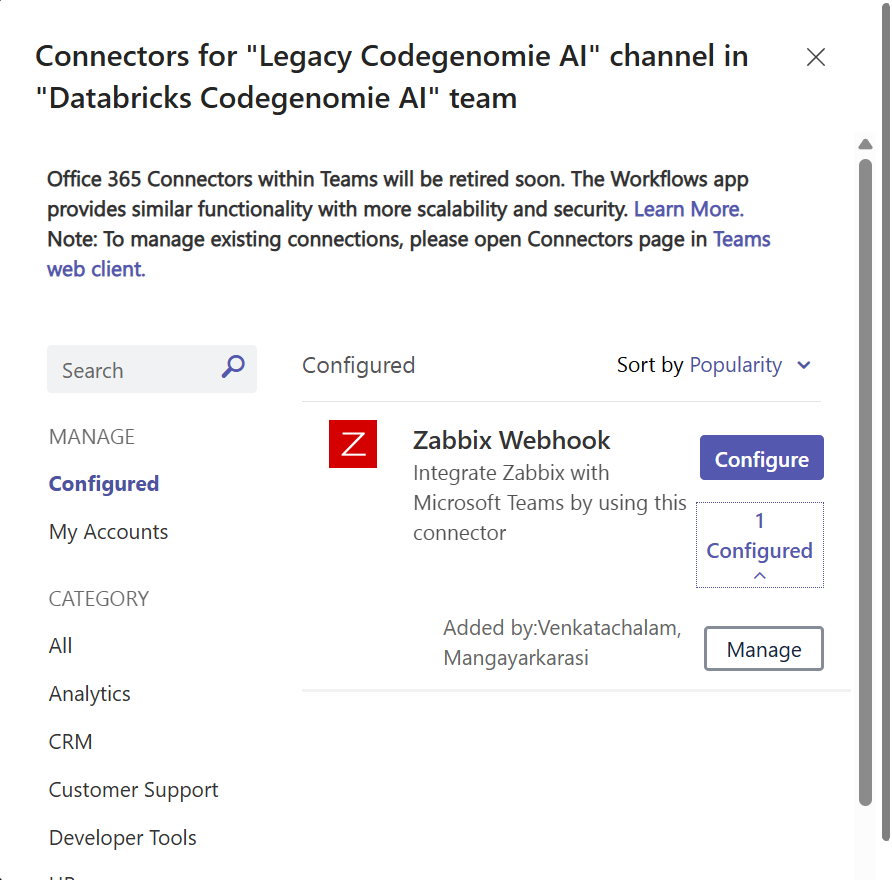 Connectors for "Legacy Codegenomie AI" channel in
"Databricks Codegenomie AI" team
Office 365 Connectors within Teams will be retired soon. The Workflows app
provides similar functionality with more scalability and security. Learn More.
Note: To manage existing connections, please open Connectors page in Teams
web client.
Search
Configured
Sort by Popularity
MANAGE
Configured
My Accounts
CATEGORY
All
Analytics
CRM
Customer Support
Developer Tools
Z
Zabbix Webhook
Integrate Zabbix with
Microsoft Teams by using this
connector
Configure
1
Configured
Added by:Venkatachalam,
Mangayarkarasi
Manage